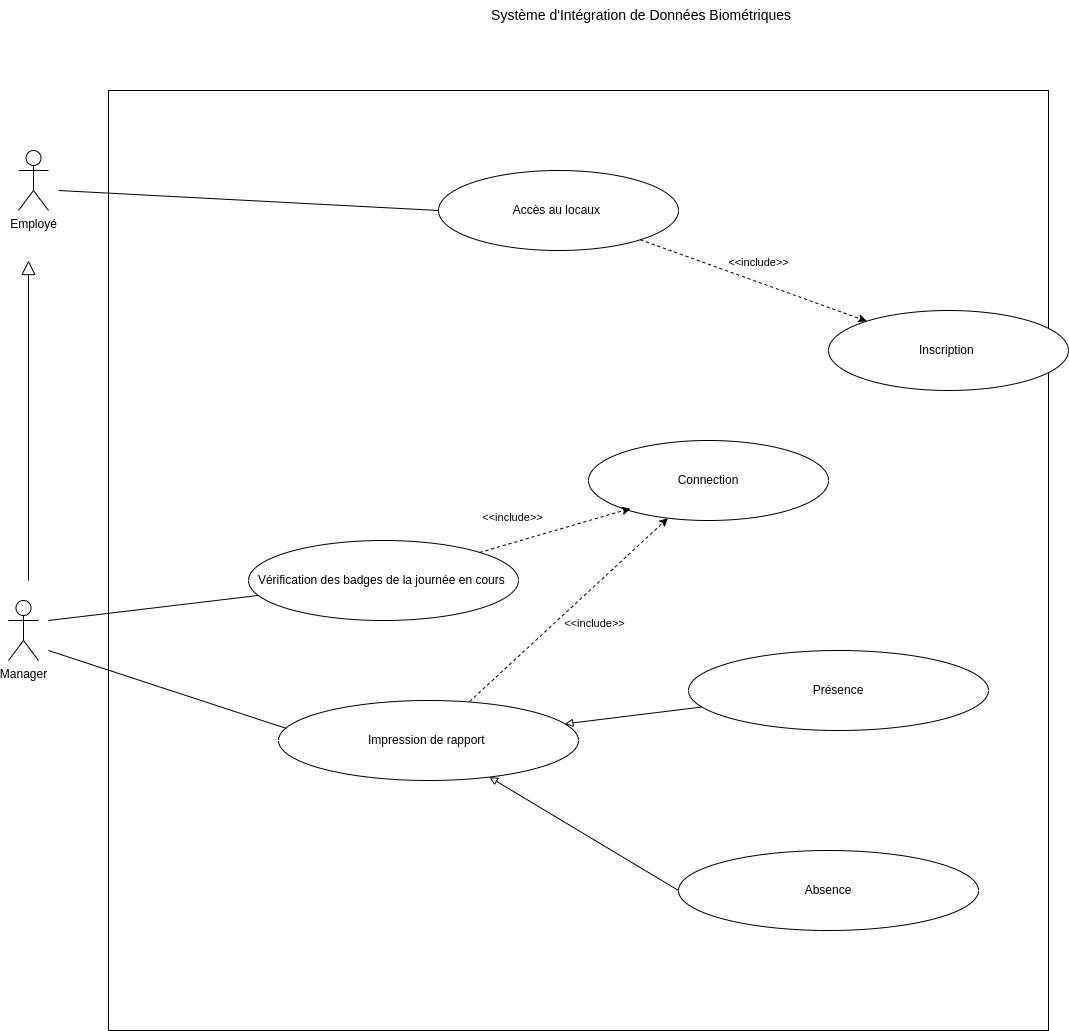 Système d'Intégration de Données Biométriques
Employé
Accès au locaux
<<include>>
Inscription
Connection
<<include>>
Vérification des badges de la journée en cours
<<include>>
Manager
Présence
Impression de rapport
Absence